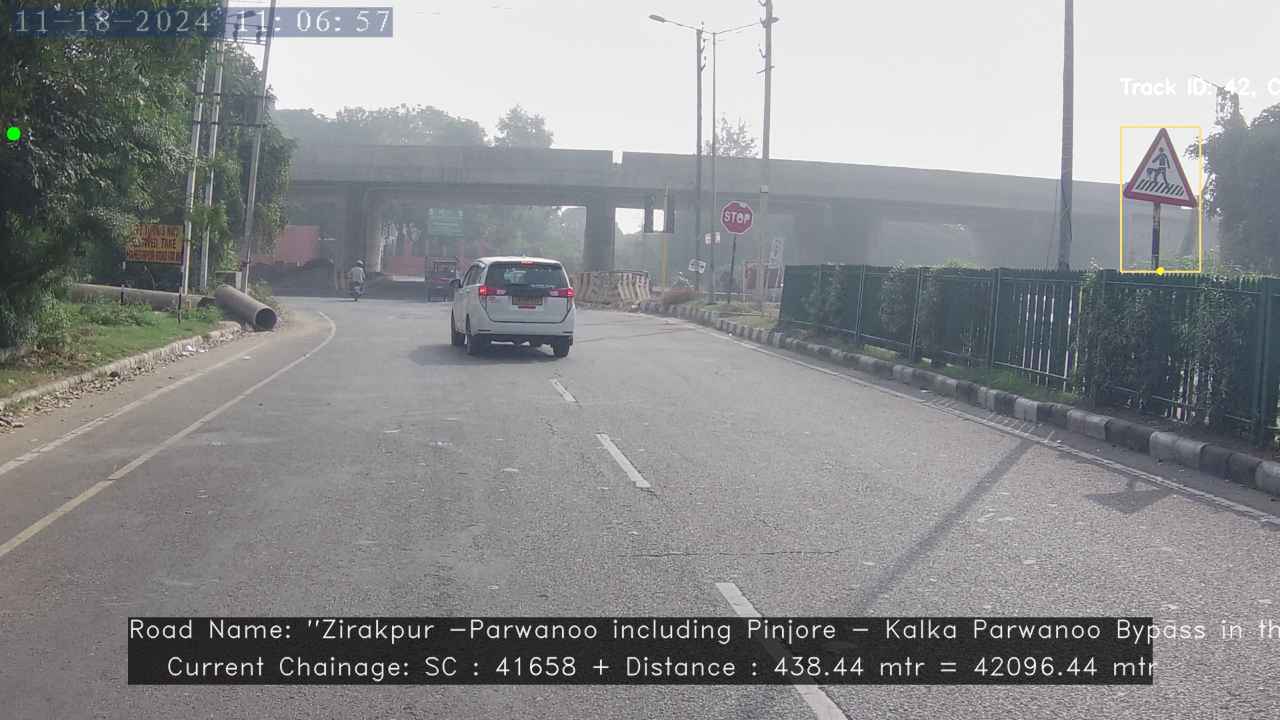 11-18-2024 11:06:57
Track ID: 42, C
STOP
Road Name: "Zirakpur -Parwanoo including Pinjore - Kalka Parwanoo Bypass in th
Current Chainage: SC : 41658 + Distance : 438.44 mtr = 42096.44 mtr